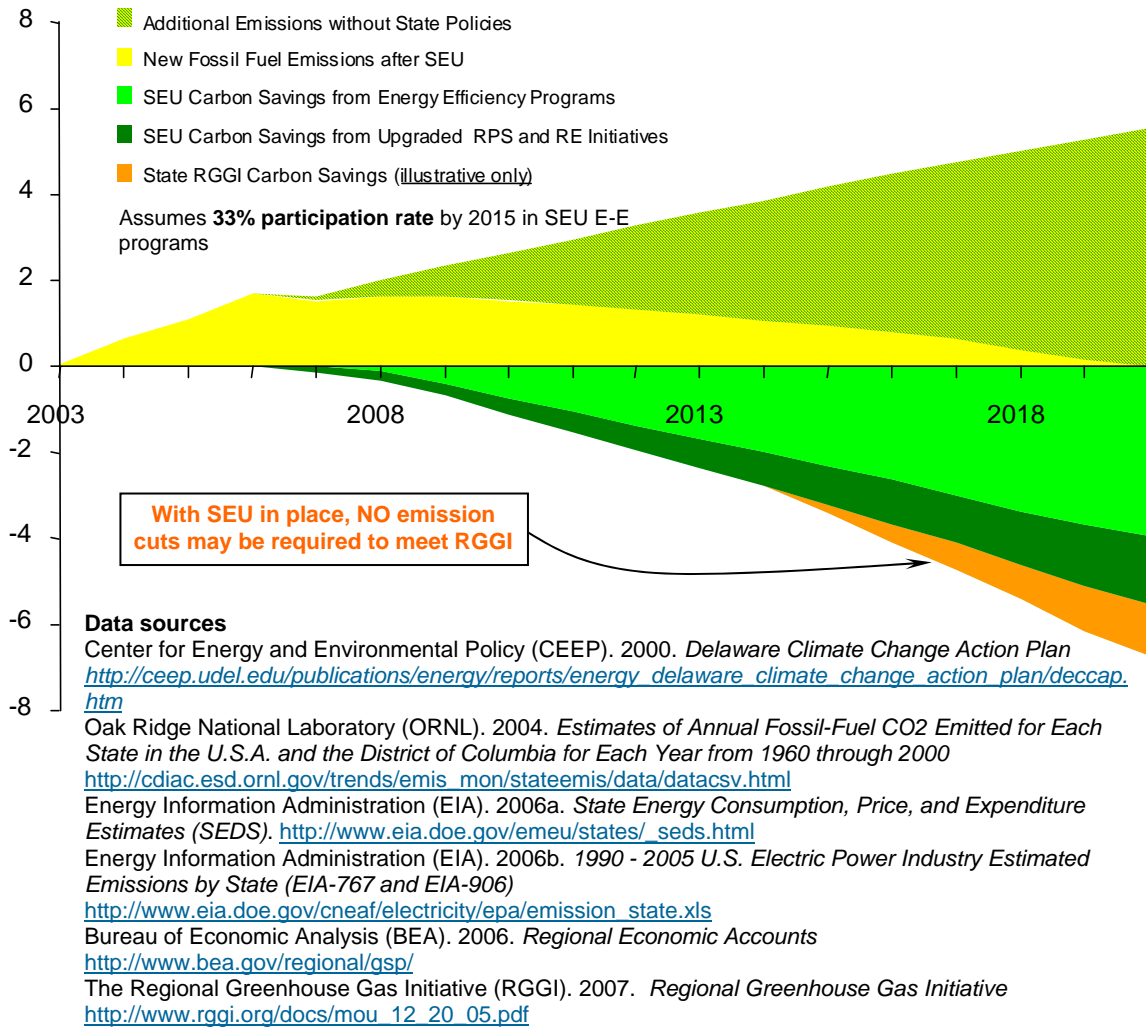 8
6
4
2
0
-2
-4
-6
-8
Additional Emissions without State Policies
New Fossil Fuel Emissions after SEU
SEU Carbon Savings from Energy Efficiency Programs
SEU Carbon Savings from Upgraded RPS and RE Initiatives
State RGGI Carbon Savings (illustrative only)
Assumes 33% participation rate by 2015 in SEU E-E
programs
2003
2008
2013
2018
With SEU in place, NO emission
cuts may be required to meet RGGI
Data sources
Center for Energy and Environmental Policy (CEEP). 2000. Delaware Climate Change Action Plan
http://ceep.udel.edu/publications/energy/reports/energy_delaware_climate_change_action_plan/deccap.
htm
Oak Ridge National Laboratory (ORNL). 2004. Estimates of Annual Fossil-Fuel CO2 Emitted for Each
State in the U.S.A. and the District of Columbia for Each Year from 1960 through 2000
http://cdiac.esd.ornl.gov/trends/emis_mon/stateemis/data/datacsv.html
Energy Information Administration (EIA). 2006a. State Energy Consumption, Price, and Expenditure
Estimates (SEDS). http://www.eia.doe.gov/emeu/states/_seds.html
Energy Information Administration (EIA). 2006b. 1990 - 2005 U.S. Electric Power Industry Estimated
Emissions by State (EIA-767 and EIA-906)
http://www.eia.doe.gov/cneaf/electricity/epa/emission_state.xls
Bureau of Economic Analysis (BEA). 2006. Regional Economic Accounts
http://www.bea.gov/regional/gsp/
The Regional Greenhouse Gas Initiative (RGGI). 2007. Regional Greenhouse Gas Initiative
http://www.rggi.org/docs/mou_12_20_05.pdf